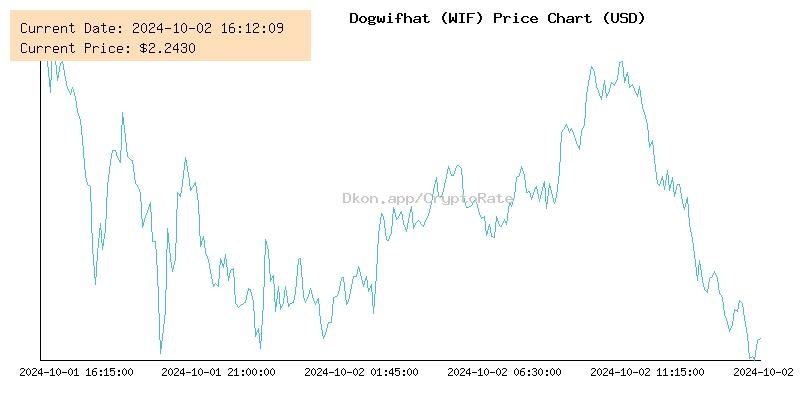 Dogwifhat (WIF) Price Chart (USD)
Current Date: 2024-10-02 16:12:09
Current Price: $2.2430
Dkon.app/CryptoRate
2024-10-01 16:15:00 2024-10-01 21:00:00 2024-10-02 01:45:00 2024-10-02 06:30:00 2024-10-02 11:15:00 2024-10-02